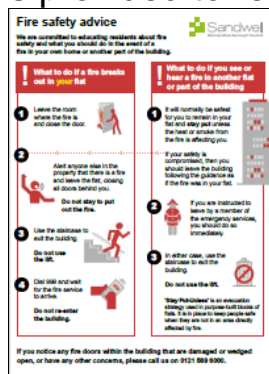 Fire safety advice
Sandwell
We are committed to educating residents about fire
safety and what you should do in the event of a
fire in your own home or another part of the building.
! What to do if a fire breaks
out in your flat
1 Leave the room
where the fire is
and close the door.
2
Alert anyone else in the
property that there is a fire
and leave the flat, closing
all doors behind you.
Do not stay to put
out the fire.
3 Use the staircase to
exit the building.
Do not use
the lift.
4 Dial 999 and wait
for the fire service
to arrive.
Do not re-enter
the building.
! What to do if you see or
hear a fire in another flat
or part of the building
1 It will normally be safest
for you to remain in your
flat and stay put unless
the heat or smoke from
the fire is affecting you.
If your safety is
compromised, then you
should leave the building
following the guidance as
if the fire was in your flat.
2 If you are instructed to
leave by a member of
the emergency services,
you should do so
immediately.
3 In either case, use the
staircase to exit the
building.
Do not use the lift.
'Stay Put-Unless' is an evacuation
strategy used in purpose built blocks of
flats. It is in place to keep people safe
when they are not in an area directly
affected by fire.
If you notice any fire doors within the building that are damaged or wedged
open, or have any other concerns, please call us on 0121 569 6000.